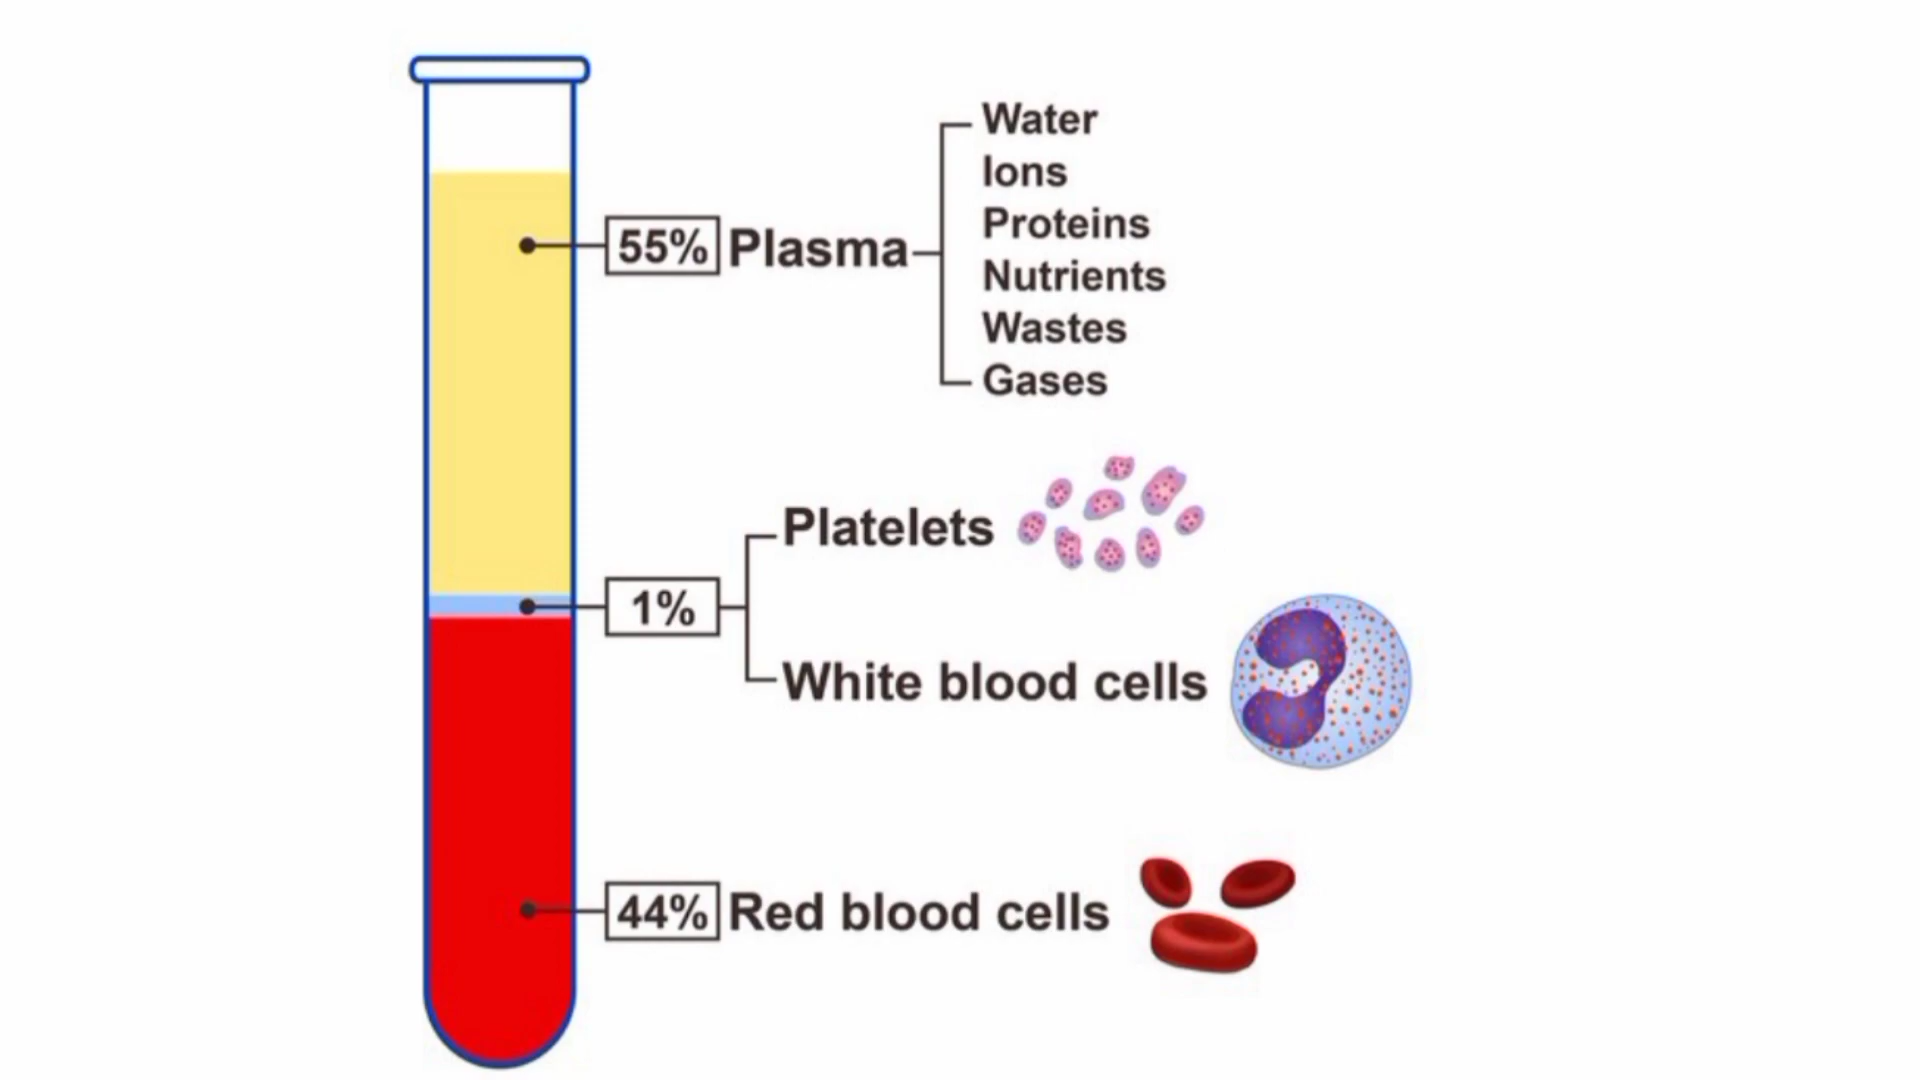 Water
Ions
Proteins
55% Plasma
Nutrients
Wastes
Gases
Platelets
1%
White blood cells
44% Red blood cells